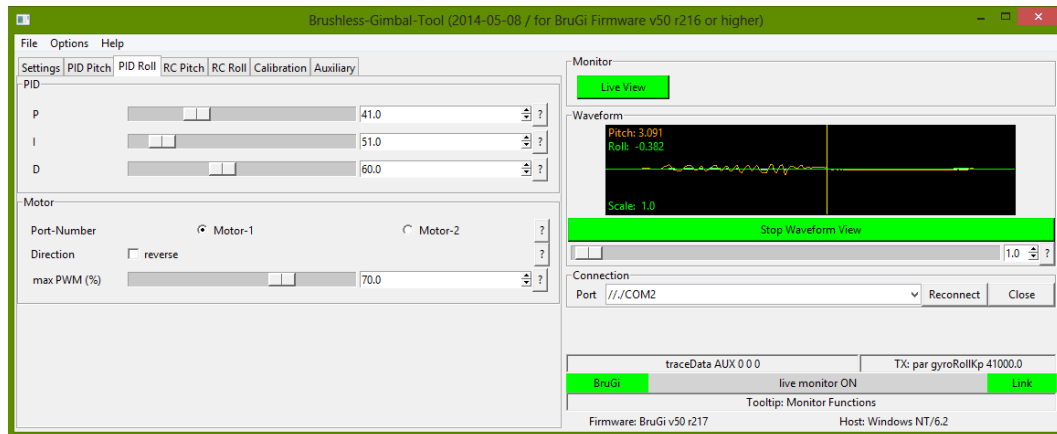 Brushless-Gimbal-Tool (2014-05-08 / for BruGi Firmware v50 r216 or higher)
File Options Help
Settings PID Pitch PID Roll RC Pitch RC Roll Calibration Auxiliary
PID
P 41.0 ?
I 51.0 ?
D 60.0 ?
Motor
Port-Number Motor-1 Motor-2 ?
Direction reverse ?
max PWM (%) 70.0 ?
Monitor
Live View
Waveform
Pitch: 3.091
Roll: -0.382
Scale: 1.0
Stop Waveform View
1.0 ?
Connection
Port //./COM2 Reconnect Close
traceData AUX 0 0 0 TX: par gyroRollKp 41000.0
BruGi live monitor ON Link
Tooltip: Monitor Functions
Firmware: BruGi v50 r217 Host: Windows NT/6.2